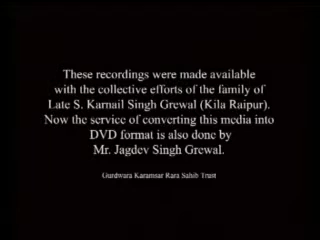 These recordings were made available
with the collective efforts of the family of
Late S. Karnail Singh Grewal (Kila Raipur).
Now the service of converting this media into
DVD format is also done by
Mr. Jagdev Singh Grewal.
Gurdwara Karamsar Rara Sahib Trust